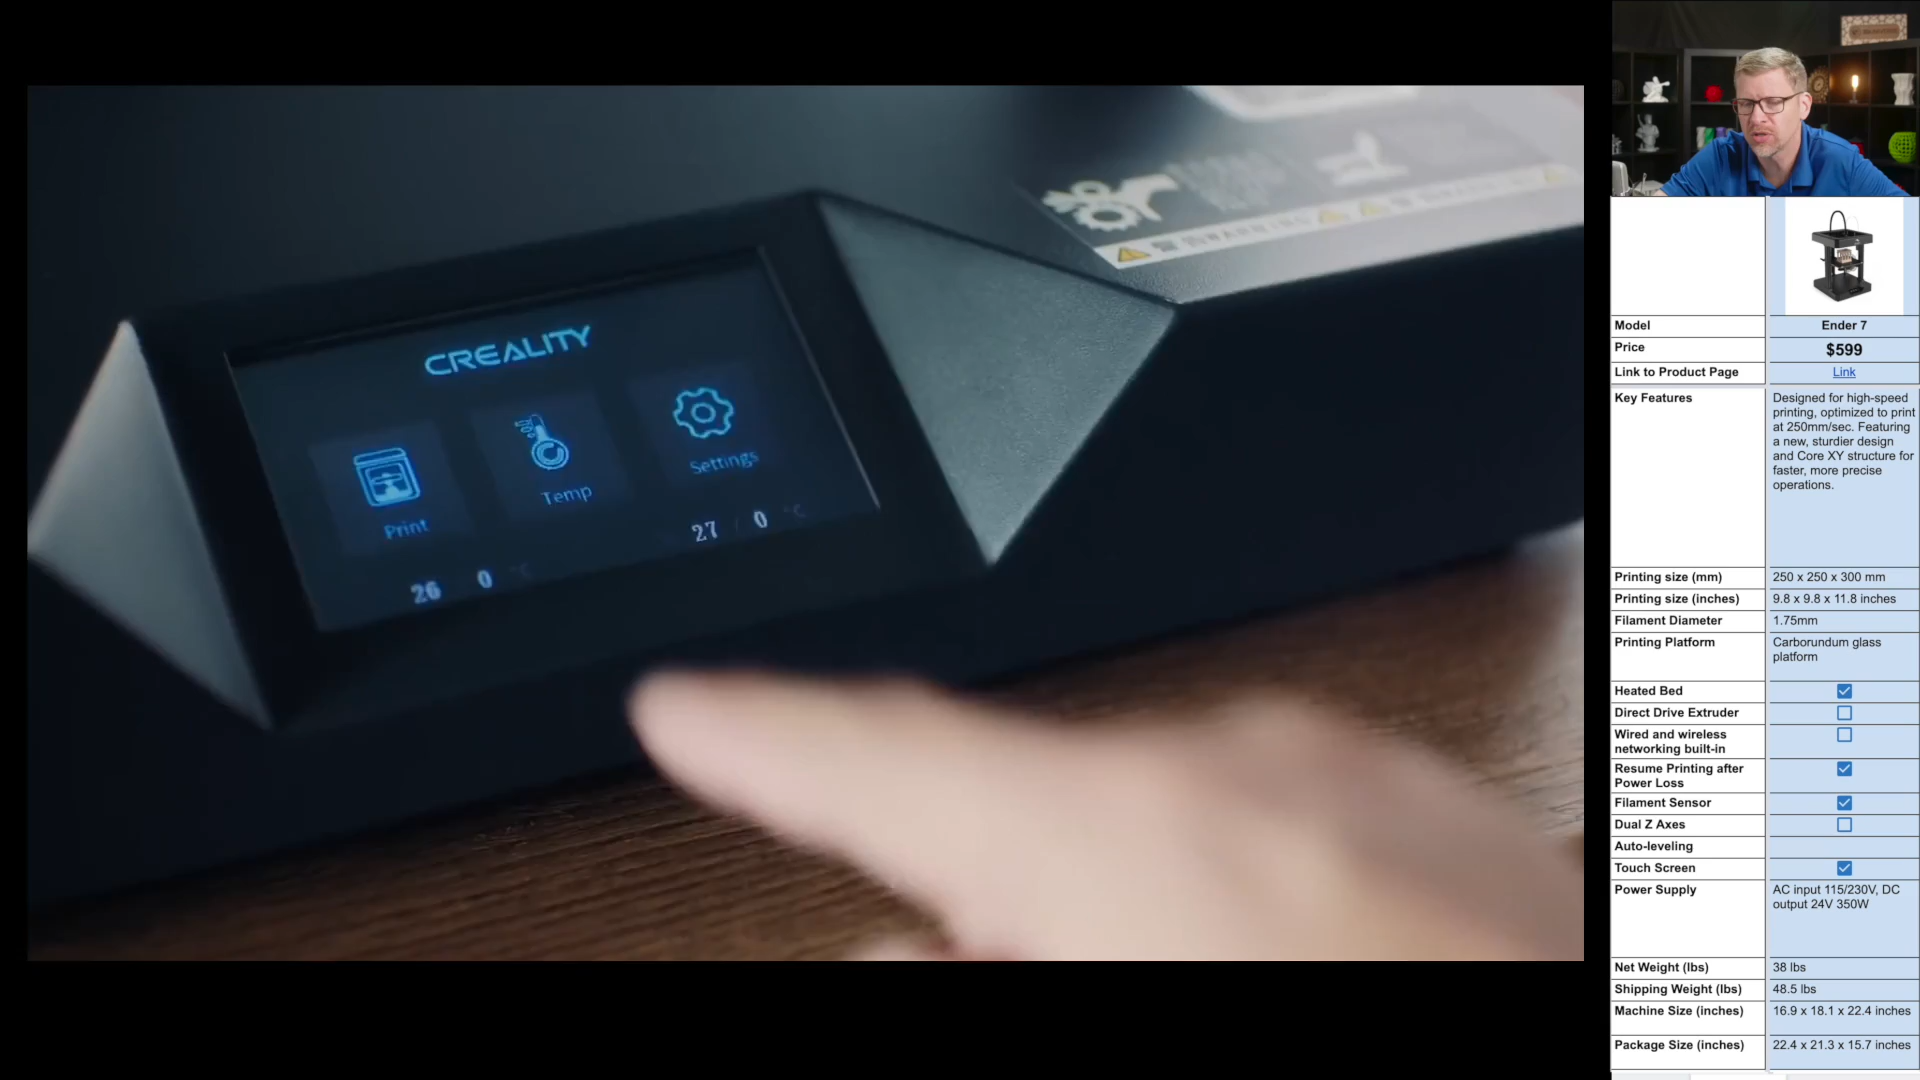 CREALITY
Print
Temp
Settings
26 0 °C
27 / 0 °C
Model Ender 7
Price $599
Link to Product Page Link
Key Features Designed for high-speed
printing, optimized to print
at 250mm/sec. Featuring
a new, sturdier design
and Core XY structure for
faster, more precise
operations.
Printing size (mm) 250 x 250 x 300 mm
Printing size (inches) 9.8 x 9.8 x 11.8 inches
Filament Diameter 1.75mm
Printing Platform Carborundum glass
platform
Heated Bed
Direct Drive Extruder
Wired and wireless
networking built-in
Resume Printing after
Power Loss
Filament Sensor
Dual Z Axes
Auto-leveling
Touch Screen
Power Supply AC input 115/230V, DC
output 24V 350W
Net Weight (lbs) 38 lbs
Shipping Weight (lbs) 48.5 lbs
Machine Size (inches) 16.9 x 18.1 x 22.4 inches
Package Size (inches) 22.4 x 21.3 x 15.7 inches